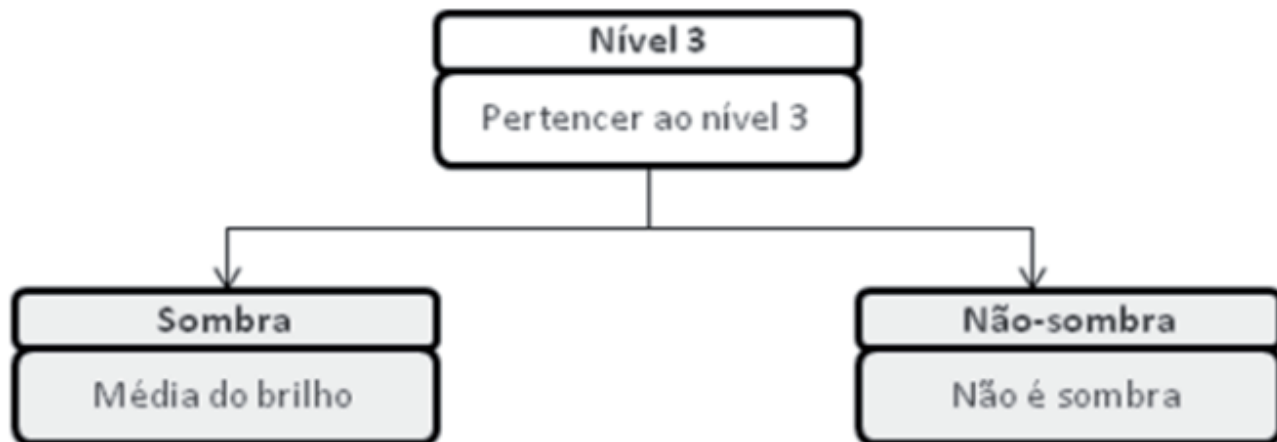 Nível 3
Pertencer ao nível 3
Sombra
Média do brilho
Não-sombra
Não é sombra